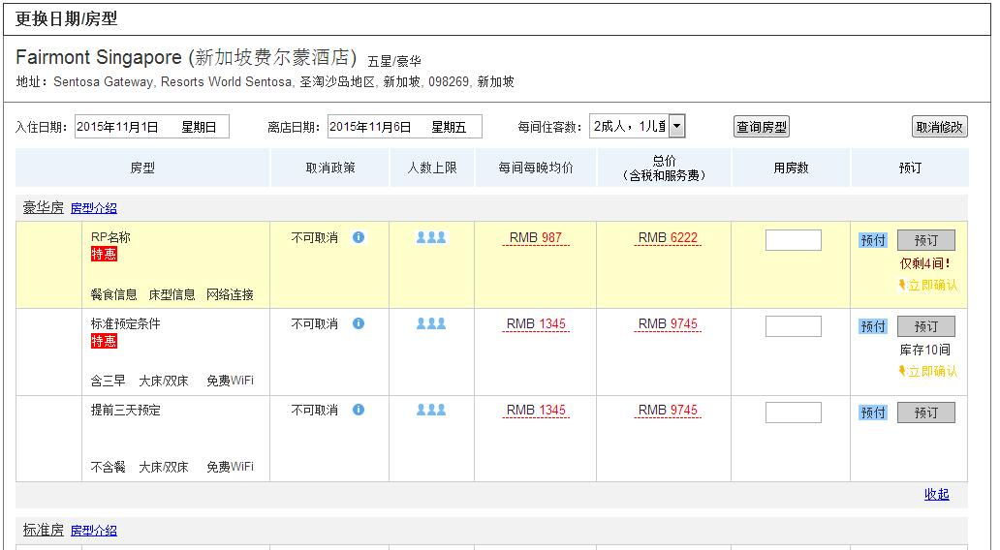 更换日期/房型
Fairmont Singapore (新加坡费尔蒙酒店) 五星/豪华
地址：Sentosa Gateway, Resorts World Sentosa, 圣淘沙岛地区, 新加坡, 098269, 新加坡
入住日期： 2015年11月1日 星期日 离店日期： 2015年11月6日 星期五 每间住客数： 2成人，1儿童 查询房型 取消修改
房型 取消政策 人数上限 每间每晚均价 总价 （含税和服务费） 用房数 预订
豪华房 房型介绍
RP名称 不可取消 RMB 987 RMB 6222 预付 预订
特惠
仅剩4间！
立即确认
餐食信息 床型信息 网络连接
标准预定条件 不可取消 RMB 1345 RMB 9745 预付 预订
特惠
库存10间
立即确认
含三早 大床/双床 免费WiFi
提前三天预定 不可取消 RMB 1345 RMB 9745 预付 预订
不含餐 大床/双床 免费WiFi
收起
标准房 房型介绍